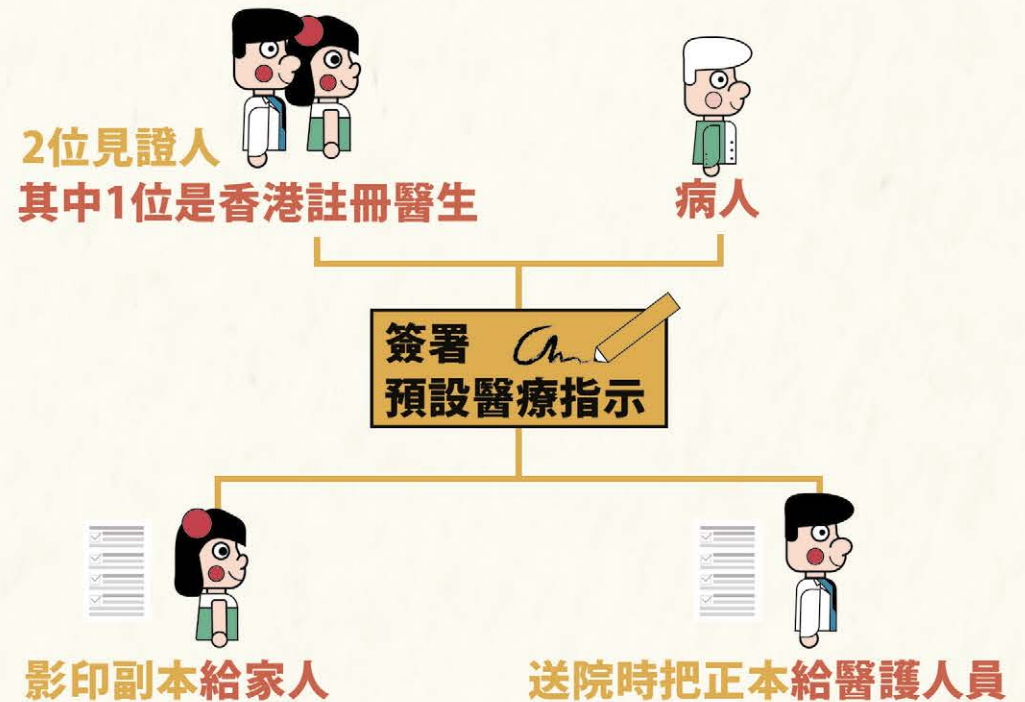 2位見證人
其中1位是香港註冊醫生
病人
簽署
預設醫療指示
影印副本給家人
送院時把正本給醫護人員